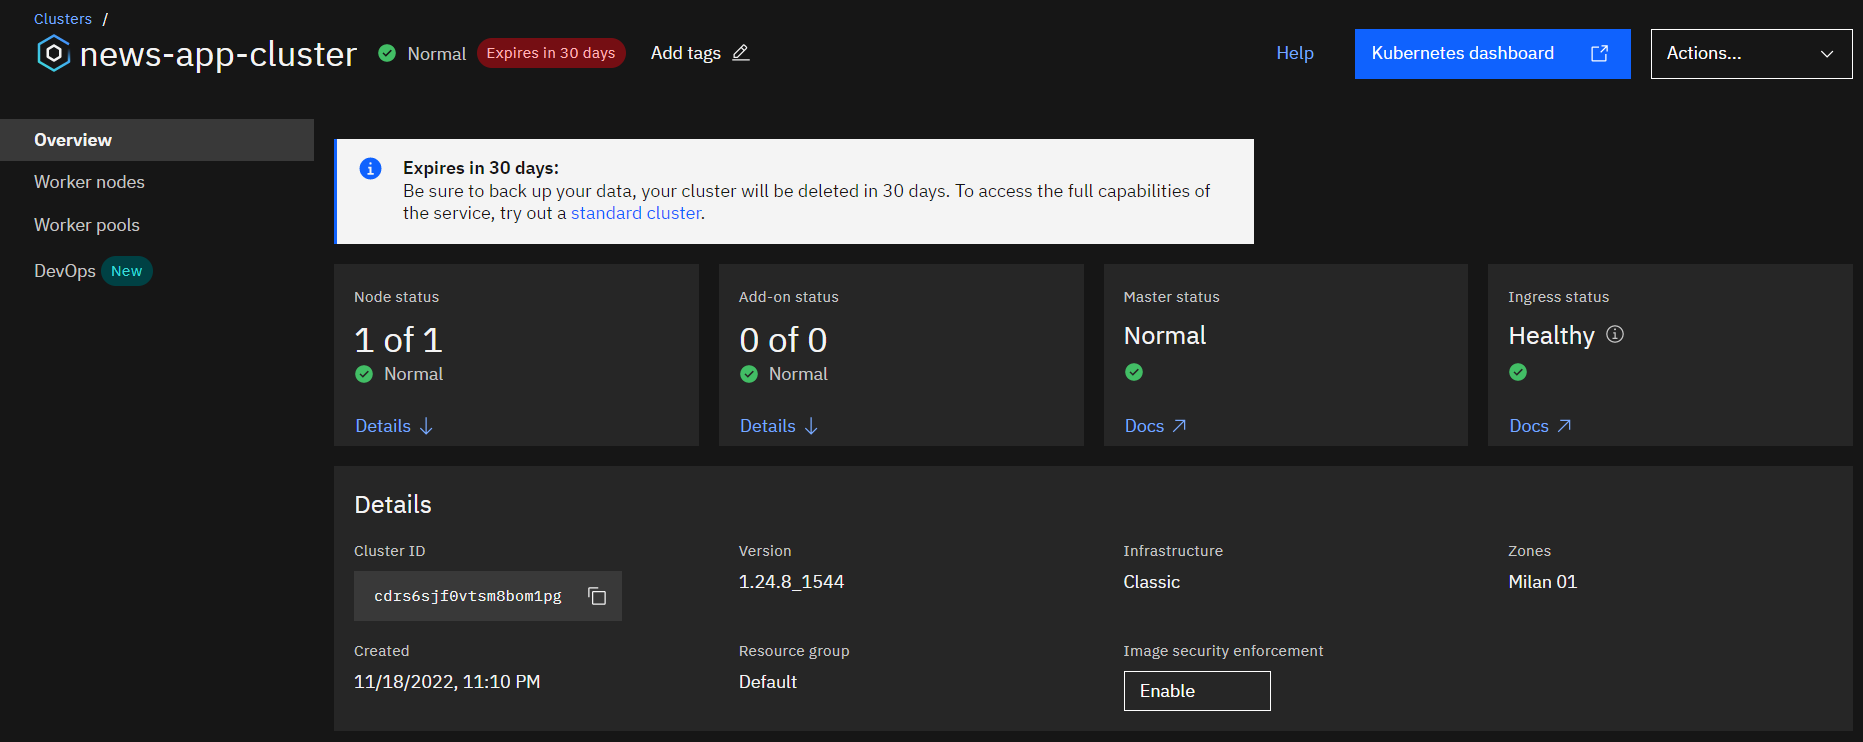 Clusters /
news-app-cluster Normal Expires in 30 days Add tags Help Kubernetes dashboard Actions...
Overview
Worker nodes
Worker pools
DevOps New
Expires in 30 days:
Be sure to back up your data, your cluster will be deleted in 30 days. To access the full capabilities of
the service, try out a standard cluster.
Node status
1 of 1
Normal
Details
Add-on status
0 of 0
Normal
Details
Master status
Normal
Docs
Ingress status
Healthy
Docs
Details
Cluster ID
cdrs6sjf0vtsm8bom1pg
Version
1.24.8_1544
Infrastructure
Classic
Zones
Milan 01
Created
11/18/2022, 11:10 PM
Resource group
Default
Image security enforcement
Enable